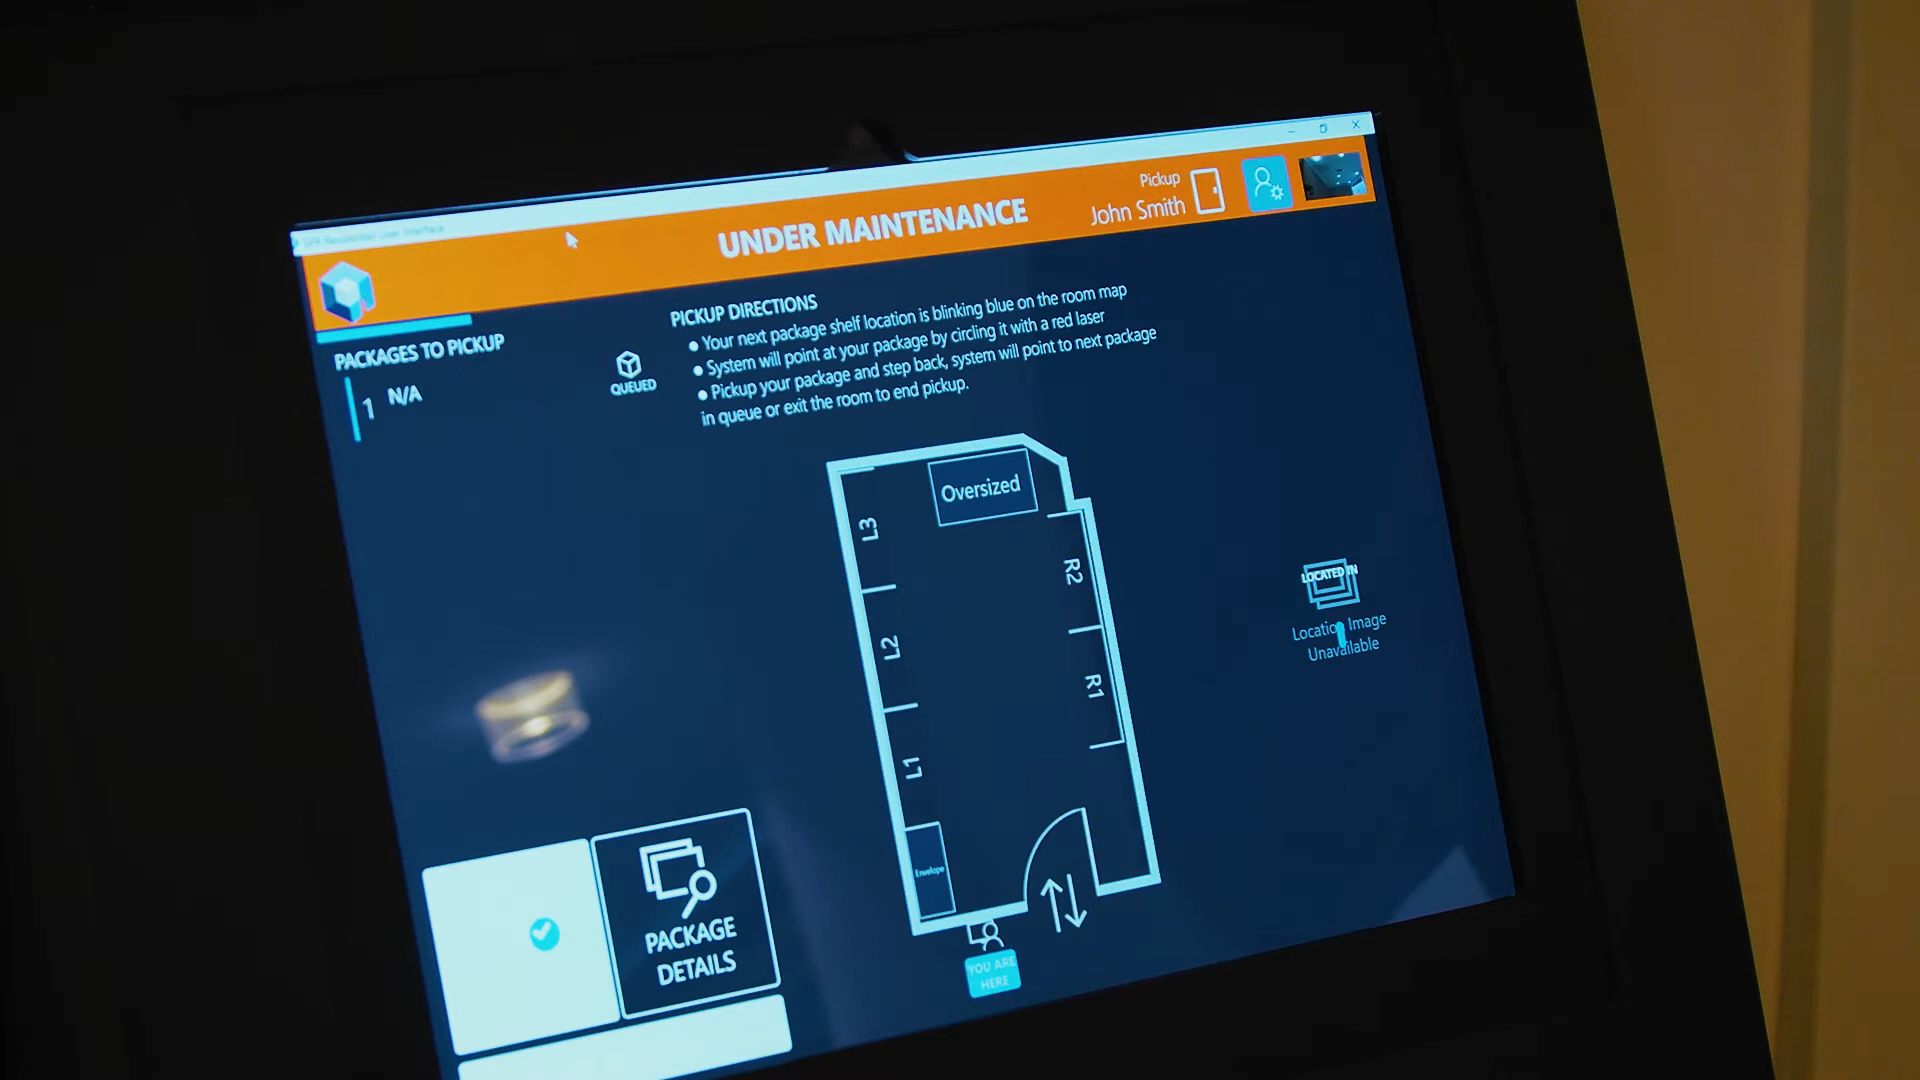 UNDER MAINTENANCE
Pickup
John Smith
PACKAGES TO PICKUP
1 N/A
QUEUED
PICKUP DIRECTIONS
● Your next package shelf location is blinking blue on the room map
● System will point at your package by circling it with a red laser
● Pickup your package and step back, system will point to next package
in queue or exit the room to end pickup.
Oversized
L3
R2
L2
R1
L1
Envelope
LOCATED IN
Location Image
Unavailable
PACKAGE
DETAILS
YOU ARE
HERE